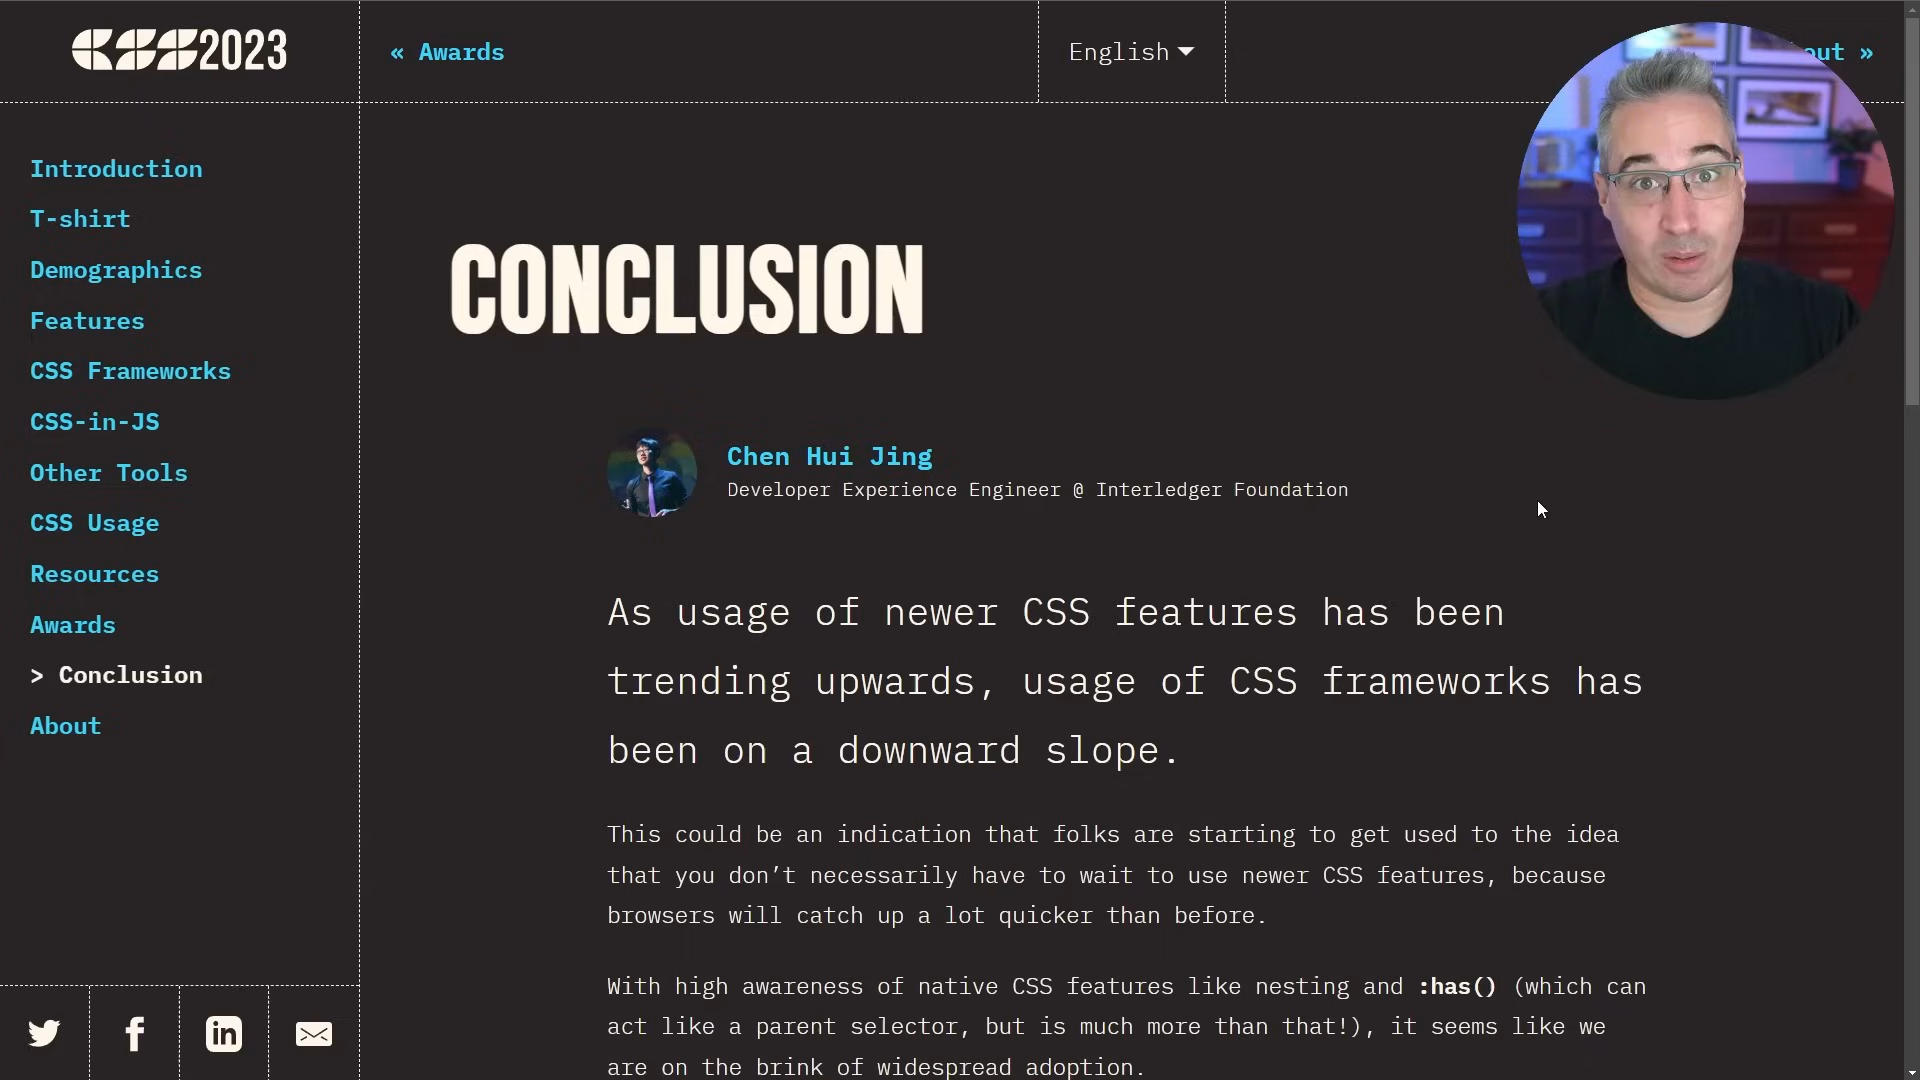 CSS2023
« Awards
English
out »
Introduction
T-shirt
Demographics
Features
CSS Frameworks
CSS-in-JS
Other Tools
CSS Usage
Resources
Awards
> Conclusion
About
CONCLUSION
Chen Hui Jing
Developer Experience Engineer @ Interledger Foundation
As usage of newer CSS features has been
trending upwards, usage of CSS frameworks has
been on a downward slope.
This could be an indication that folks are starting to get used to the idea
that you don’t necessarily have to wait to use newer CSS features, because
browsers will catch up a lot quicker than before.
With high awareness of native CSS features like nesting and :has() (which can
act like a parent selector, but is much more than that!), it seems like we
are on the brink of widespread adoption.